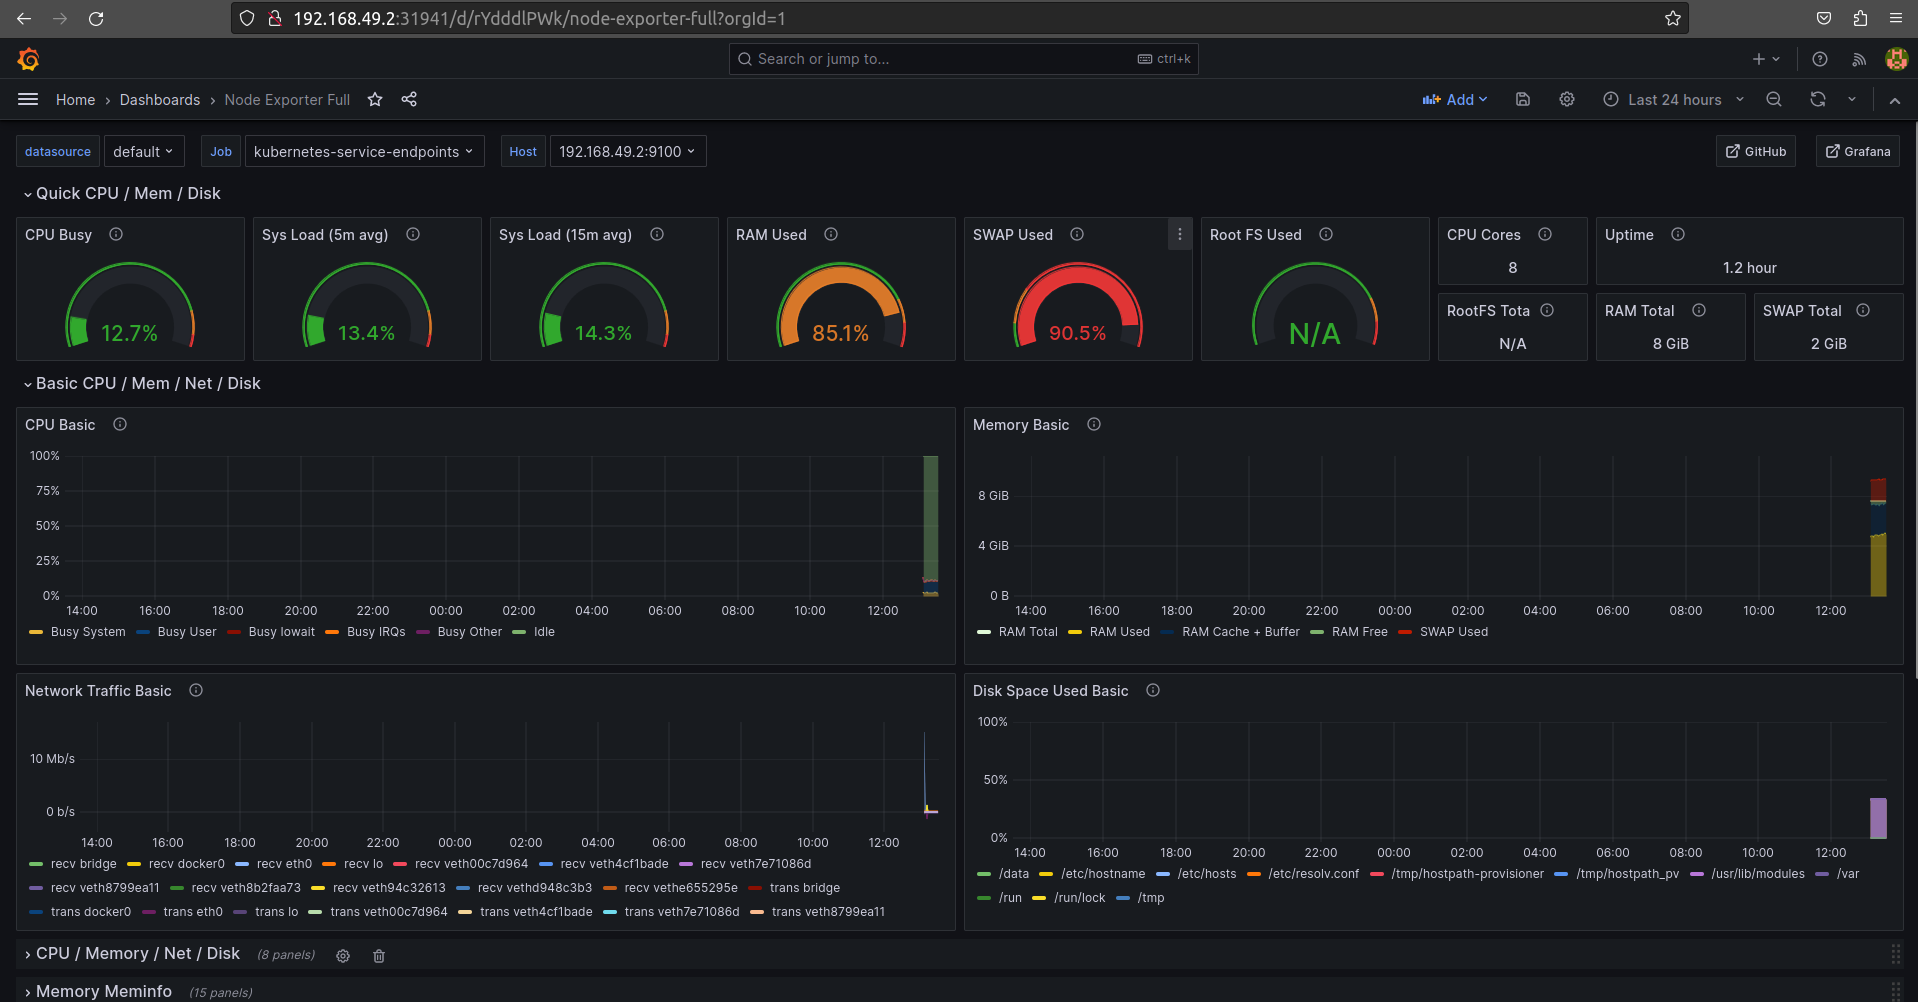 192.168.49.2:31941/d/rYdddlPWk/node-exporter-full?orgId=1
Search or jump to... ctrl+k
Home › Dashboards › Node Exporter Full Add Last 24 hours
datasource default Job kubernetes-service-endpoints Host 192.168.49.2:9100 GitHub Grafana
Quick CPU / Mem / Disk
CPU Busy
12.7%
Sys Load (5m avg)
13.4%
Sys Load (15m avg)
14.3%
RAM Used
85.1%
SWAP Used
90.5%
Root FS Used
N/A
CPU Cores
8
Uptime
1.2 hour
RootFS Tota
N/A
RAM Total
8 GiB
SWAP Total
2 GiB
Basic CPU / Mem / Net / Disk
CPU Basic
100%
75%
50%
25%
0%
14:00 16:00 18:00 20:00 22:00 00:00 02:00 04:00 06:00 08:00 10:00 12:00
Busy System Busy User Busy Iowait Busy IRQs Busy Other Idle
Memory Basic
8 GiB
4 GiB
0 B
14:00 16:00 18:00 20:00 22:00 00:00 02:00 04:00 06:00 08:00 10:00 12:00
RAM Total RAM Used RAM Cache + Buffer RAM Free SWAP Used
Network Traffic Basic
10 Mb/s
0 b/s
14:00 16:00 18:00 20:00 22:00 00:00 02:00 04:00 06:00 08:00 10:00 12:00
recv bridge recv docker0 recv eth0 recv lo recv veth00c7d964 recv veth4cf1bade recv veth7e71086d
recv veth8799ea11 recv veth8b2faa73 recv veth94c32613 recv vethd948c3b3 recv vethe655295e trans bridge
trans docker0 trans eth0 trans lo trans veth00c7d964 trans veth4cf1bade trans veth7e71086d trans veth8799ea11
Disk Space Used Basic
100%
50%
0%
14:00 16:00 18:00 20:00 22:00 00:00 02:00 04:00 06:00 08:00 10:00 12:00
/data /etc/hostname /etc/hosts /etc/resolv.conf /tmp/hostpath-provisioner /tmp/hostpath_pv /usr/lib/modules /var
/run /run/lock /tmp
CPU / Memory / Net / Disk (8 panels)
Memory Meminfo (15 panels)